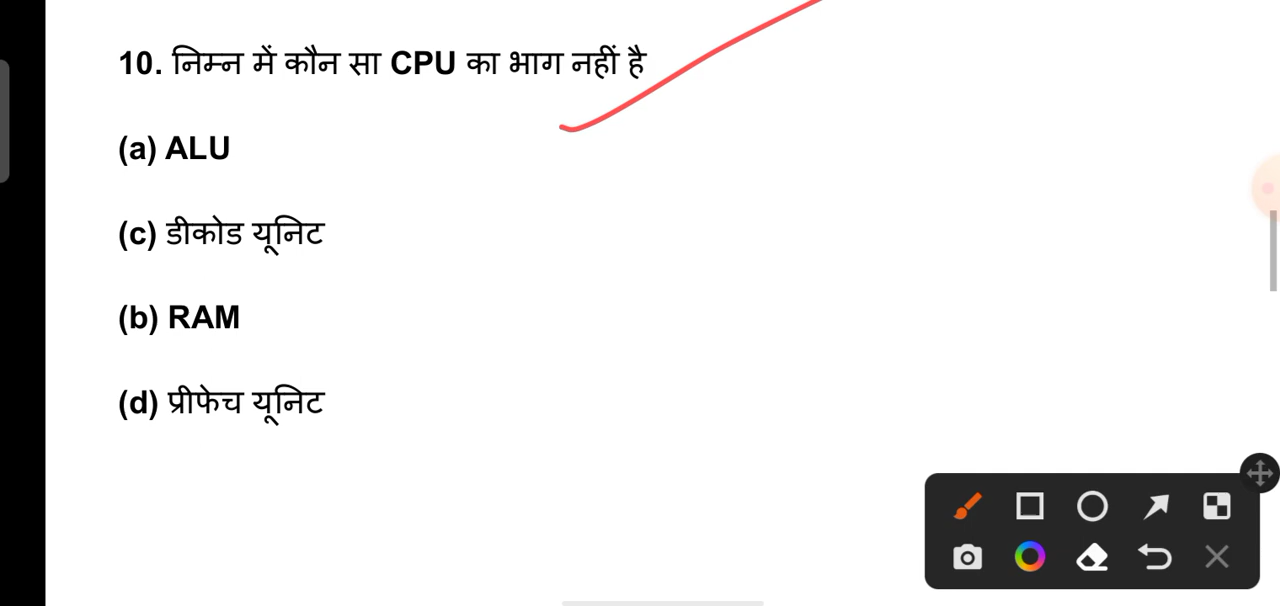 10. निम्न में कौन सा CPU का भाग नहीं है
(a) ALU
(c) डीकोड यूनिट
(b) RAM
(d) प्रीफेच यूनिट